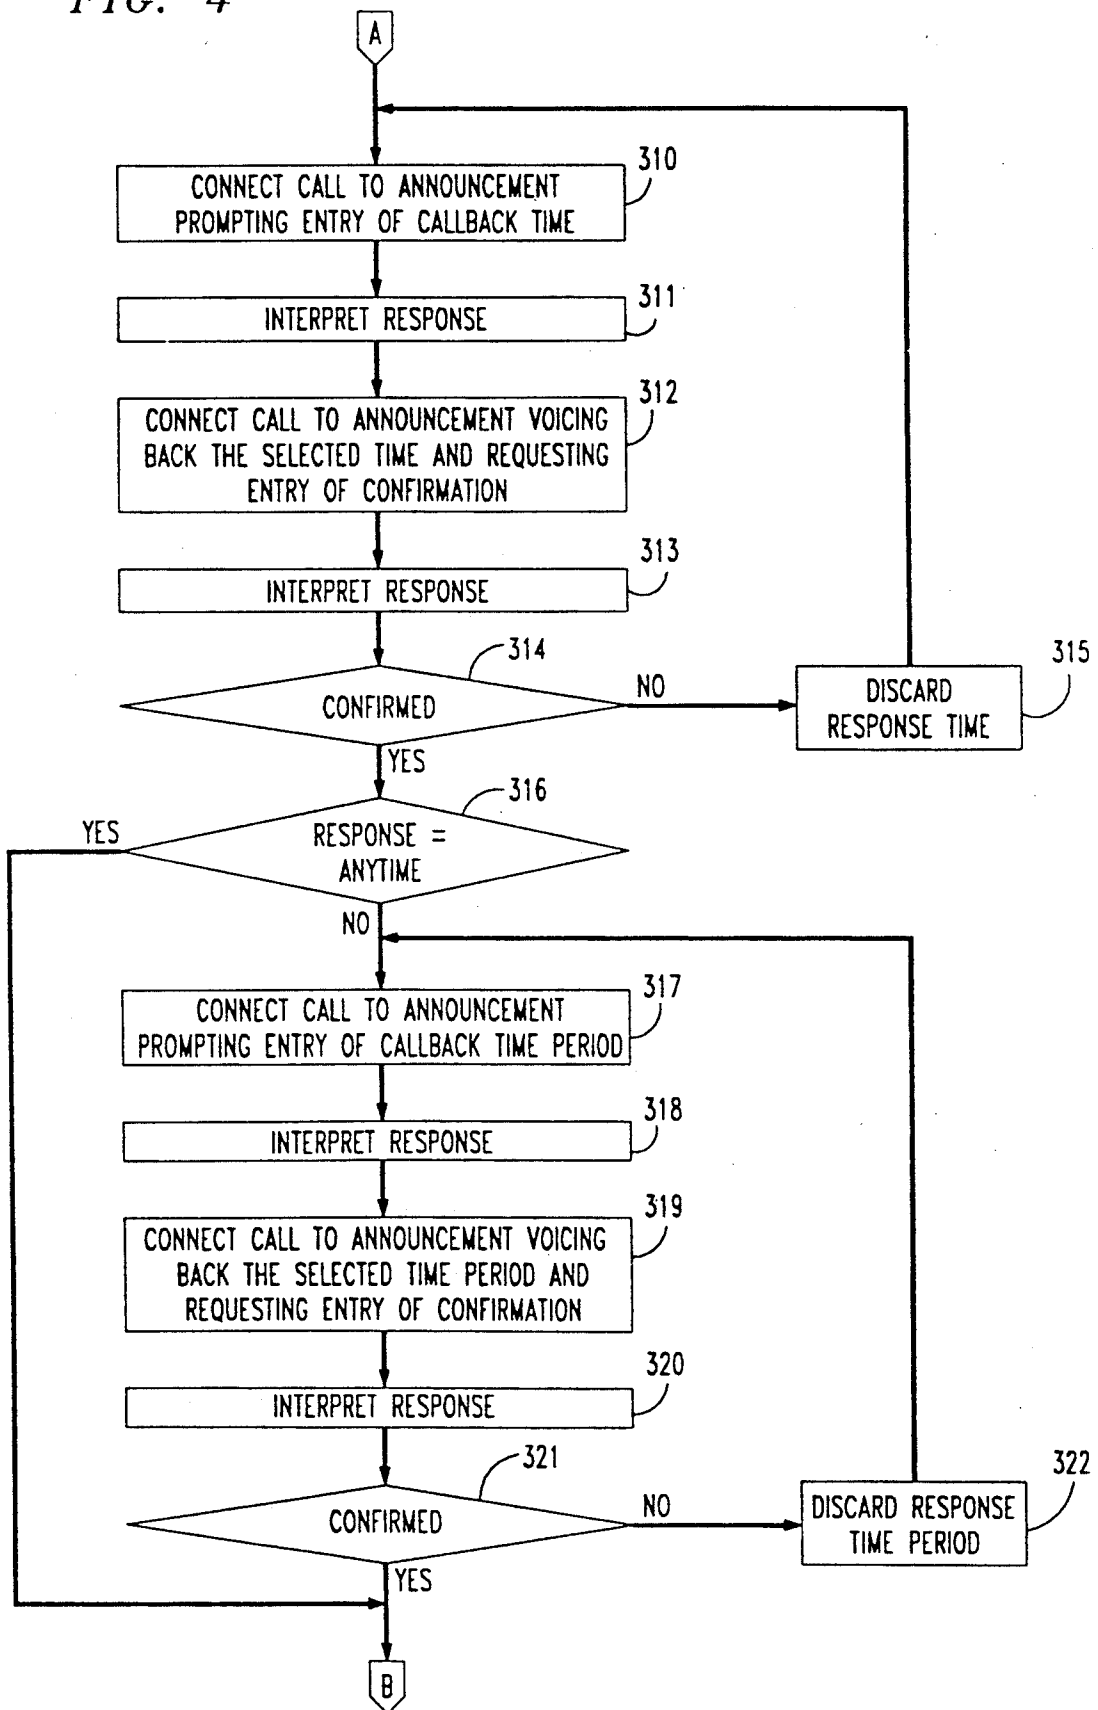 FIG. 4
A
310
CONNECT CALL TO ANNOUNCEMENT
PROMPTING ENTRY OF CALLBACK TIME
311
INTERPRET RESPONSE
312
CONNECT CALL TO ANNOUNCEMENT VOICING
BACK THE SELECTED TIME AND REQUESTING
ENTRY OF CONFIRMATION
313
INTERPRET RESPONSE
314
CONFIRMED
NO
315
DISCARD
RESPONSE TIME
YES
316
YES
RESPONSE =
ANYTIME
NO
317
CONNECT CALL TO ANNOUNCEMENT
PROMPTING ENTRY OF CALLBACK TIME PERIOD
318
INTERPRET RESPONSE
319
CONNECT CALL TO ANNOUNCEMENT VOICING
BACK THE SELECTED TIME PERIOD AND
REQUESTING ENTRY OF CONFIRMATION
320
INTERPRET RESPONSE
321
CONFIRMED
NO
322
DISCARD RESPONSE
TIME PERIOD
YES
B